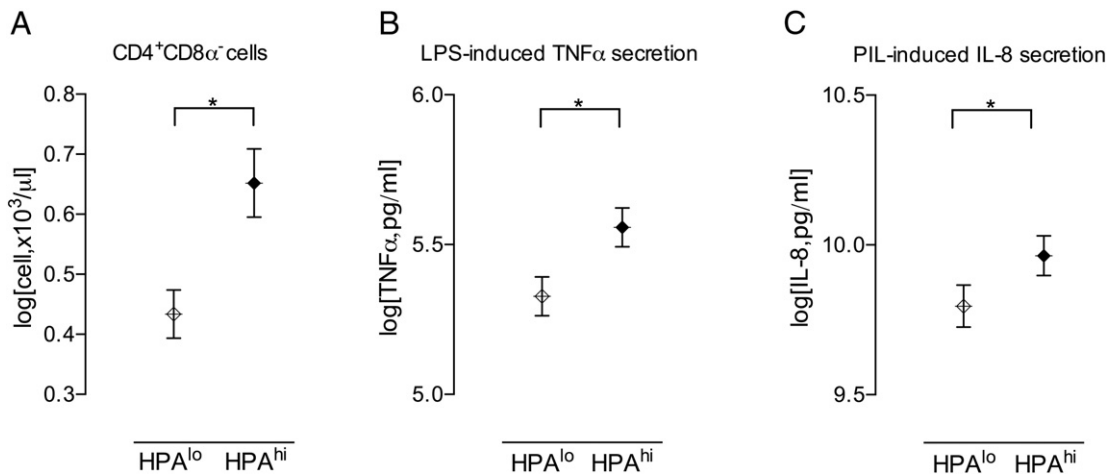 A
CD4⁺CD8α⁻ cells
0.8
0.7
0.6
0.5
0.4
0.3
log[cell,x10³/µl]
*
HPAˡᵒ HPAʰⁱ
B
LPS-induced TNFα secretion
6.0
5.5
5.0
log[TNFα,pg/ml]
*
HPAˡᵒ HPAʰⁱ
C
PIL-induced IL-8 secretion
10.5
10.0
9.5
log[IL-8,pg/ml]
*
HPAˡᵒ HPAʰⁱ